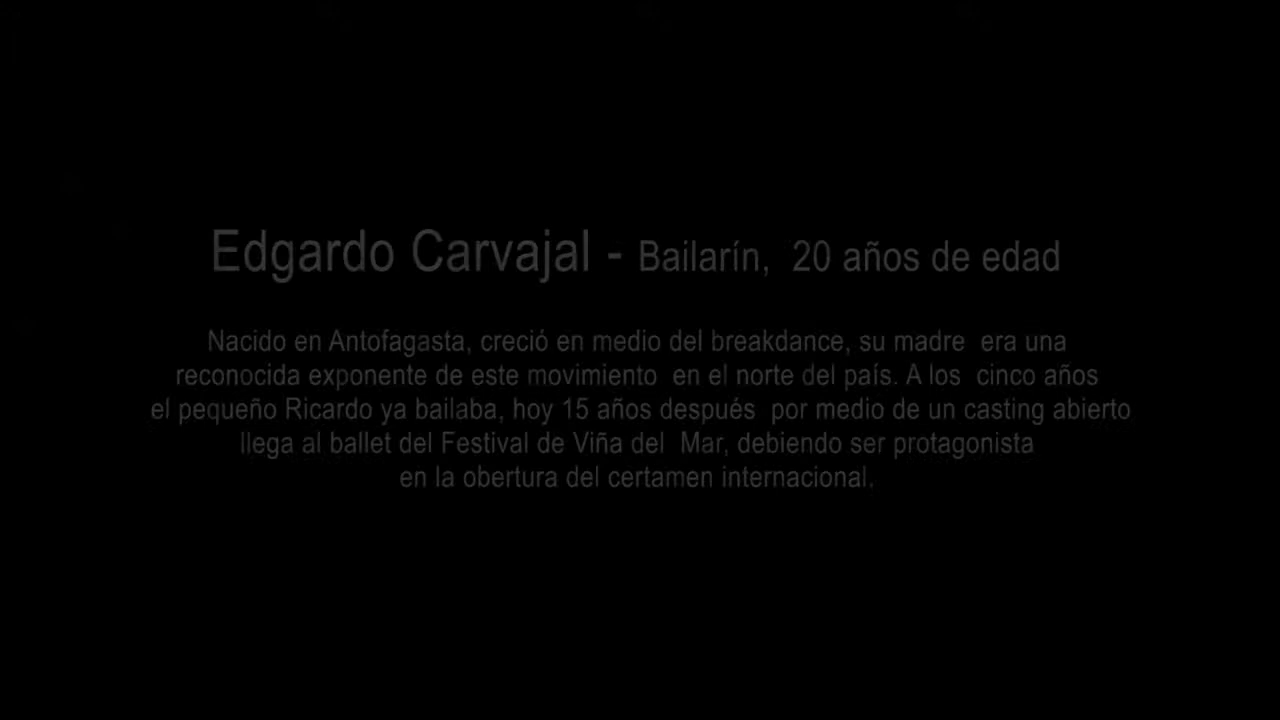 Edgardo Carvajal - Bailarín, 20 años de edad
Nacido en Antofagasta, creció en medio del breakdance, su madre era una
reconocida exponente de este movimiento en el norte del país. A los cinco años
el pequeño Ricardo ya bailaba, hoy 15 años después por medio de un casting abierto
llega al ballet del Festival de Viña del Mar, debiendo ser protagonista
en la obertura del certamen internacional.